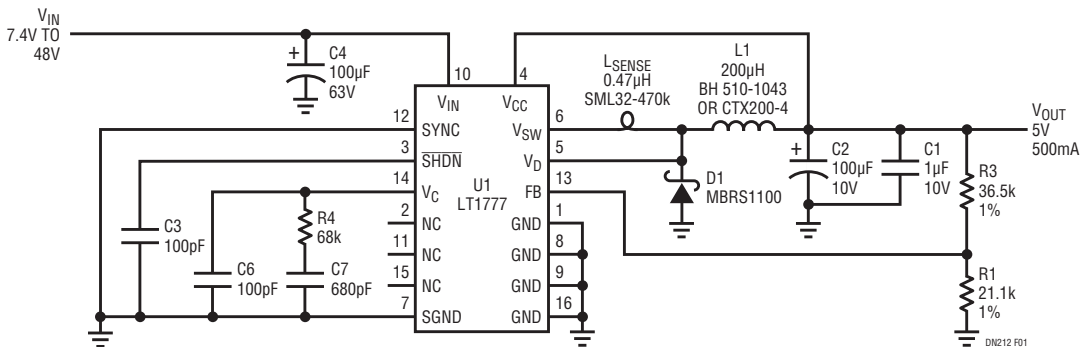 VIN
7.4V TO
48V
+
C4
100µF
63V
10
4
VIN
VCC
LSENSE
0.47µH
SML32-470k
L1
200µH
BH 510-1043
OR CTX200-4
VOUT
5V
500mA
12
SYNC
3
SHDN
14
VC
2
NC
11
NC
15
NC
7
SGND
U1
LT1777
6
VSW
5
VD
13
FB
1
GND
8
GND
9
GND
16
GND
D1
MBRS1100
+
C2
100µF
10V
C1
1µF
10V
R3
36.5k
1%
R1
21.1k
1%
C3
100pF
C6
100pF
R4
68k
C7
680pF
DN212 F01